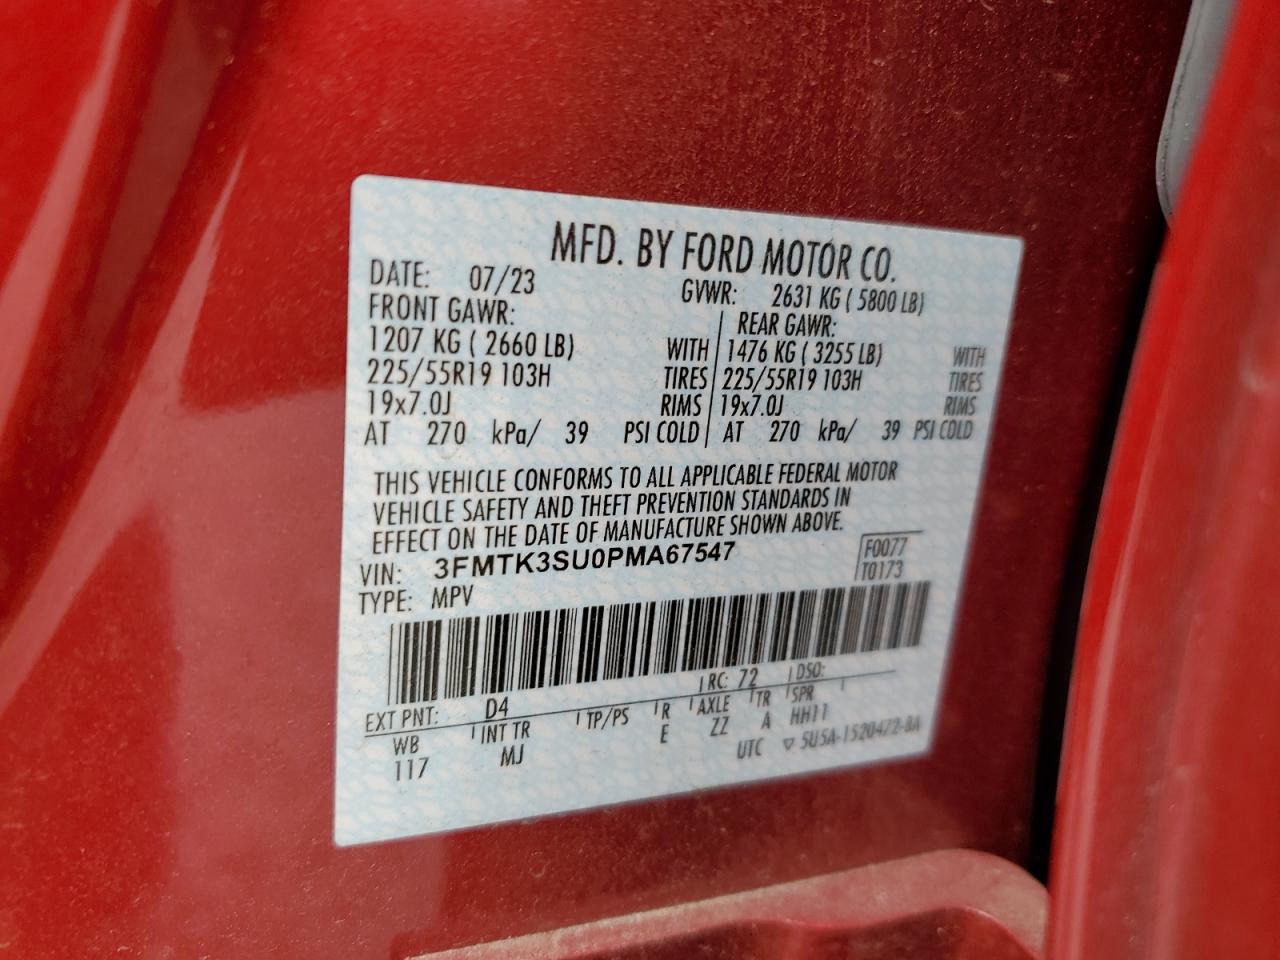 MFD. BY FORD MOTOR CO.
DATE: 07/23 GVWR: 2631 KG ( 5800 LB)
FRONT GAWR: REAR GAWR:
1207 KG ( 2660 LB) WITH 1476 KG ( 3255 LB) WITH
225/55R19 103H TIRES 225/55R19 103H TIRES
19x7.0J RIMS 19x7.0J RIMS
AT 270 kPa/ 39 PSI COLD AT 270 kPa/ 39 PSI COLD
THIS VEHICLE CONFORMS TO ALL APPLICABLE FEDERAL MOTOR
VEHICLE SAFETY AND THEFT PREVENTION STANDARDS IN
EFFECT ON THE DATE OF MANUFACTURE SHOWN ABOVE.
VIN: 3FMTK3SU0PMA67547 F0077
TYPE: MPV T0173
EXT PNT: D4 RC: 72 DSO:
WB INT TR TP/PS R AXLE TR SPR
117 MJ E ZZ A HH11
UTC ▽ 5U5A-1520472-BA